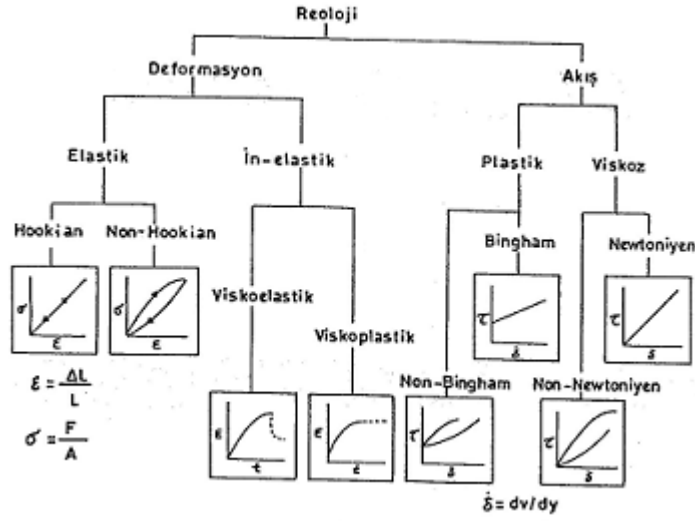 Reoloji
Deformasyon
Akış
Elastik
İn-elastik
Plastik
Viskoz
Hookian
Non-Hookian
Bingham
Newtoniyen
σ
ε
σ
ε
Viskoelastik
τ
τ
s
Viskoplastik
ε = ΔL/L
Non-Bingham
Non-Newtoniyen
σ = F/A
ε
t
ε
t
τ
τ
s
δ̇ = dv/dy